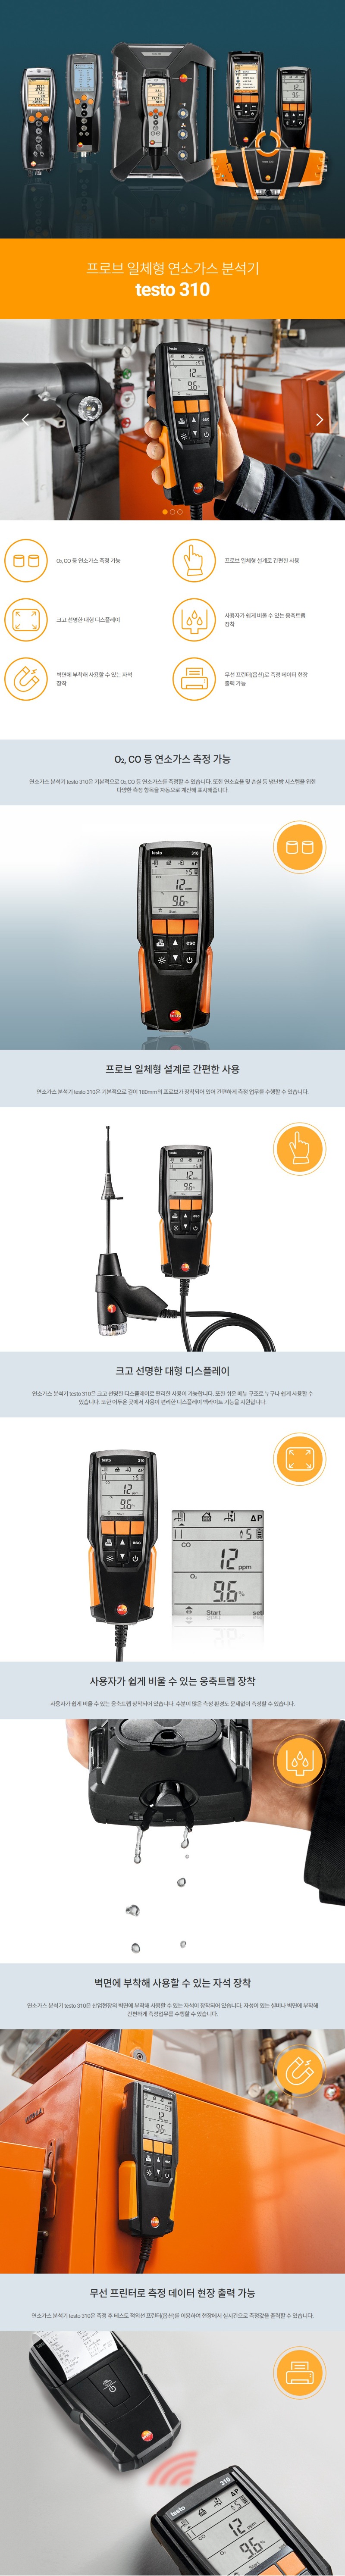 프로브 일체형 연소가스 분석기
testo 310
O₂, CO 등 연소가스 측정 가능
프로브 일체형 설계로 간편한 사용
크고 선명한 대형 디스플레이
사용자가 쉽게 비울 수 있는 응축트랩
장착
벽면에 부착해 사용할 수 있는 자석
장착
무선 프린터(옵션)로 측정 데이터 현장
출력 가능
O₂, CO 등 연소가스 측정 가능
연소가스 분석기 testo 310은 기본적으로 O₂, CO 등 연소가스를 측정할 수 있습니다. 또한 연소효율 및 손실 등 냉난방 시스템을 위한
다양한 측정 항목을 자동으로 계산해 표시해줍니다.
testo 310
ΔP
CO
12 ppm
O₂
9.6 %
Start
esc
testo
프로브 일체형 설계로 간편한 사용
연소가스 분석기 testo 310은 기본적으로 길이 180mm의 프로브가 장착되어 있어 간편하게 측정 업무를 수행할 수 있습니다.
크고 선명한 대형 디스플레이
연소가스 분석기 testo 310은 크고 선명한 디스플레이로 편리한 사용이 가능합니다. 또한 쉬운 메뉴 구조로 누구나 쉽게 사용할 수
있습니다. 또한 어두운 곳에서 사용이 편리한 디스플레이 백라이트 기능을 지원합니다.
testo 310
esc
ΔP
CO
12 ppm
O₂
9.6 %
Start
사용자가 쉽게 비울 수 있는 응축트랩 장착
사용자가 쉽게 비울 수 있는 응축트랩 장착되어 있습니다. 수분이 많은 측정 환경도 문제없이 측정할 수 있습니다.
벽면에 부착해 사용할 수 있는 자석 장착
연소가스 분석기 testo 310은 산업현장의 벽면에 부착해 사용할 수 있는 자석이 장착되어 있습니다. 자성이 있는 설비나 벽면에 부착해
간편하게 측정업무를 수행할 수 있습니다.
무선 프린터로 측정 데이터 현장 출력 가능
연소가스 분석기 testo 310은 측정 후 테스토 적외선 프린터(옵션)을 이용하여 현장에서 실시간으로 측정값을 출력할 수 있습니다.
testo 310
ΔP
CO
12 ppm
O₂
9.6 %